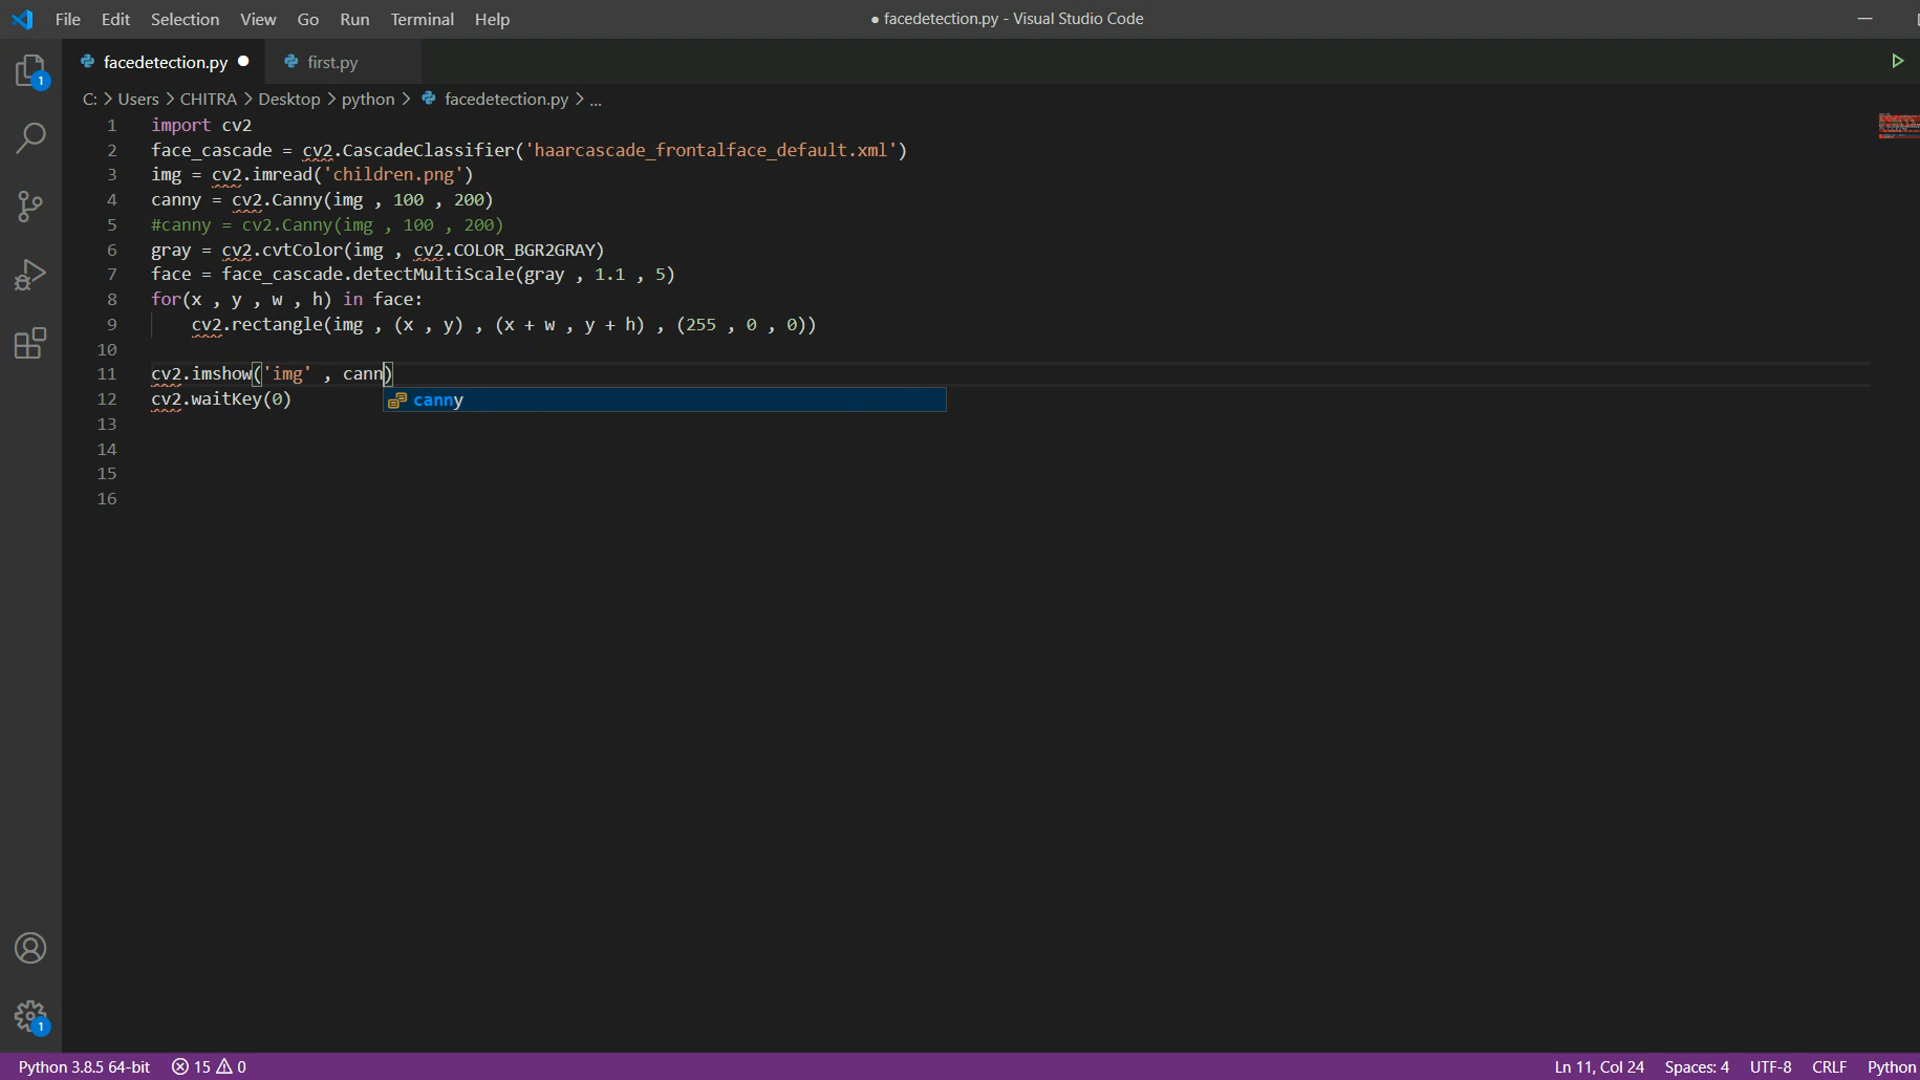 File Edit Selection View Go Run Terminal Help ● facedetection.py - Visual Studio Code
facedetection.py ● first.py
C: > Users > CHITRA > Desktop > python > facedetection.py > ...
1 import cv2
2 face_cascade = cv2.CascadeClassifier('haarcascade_frontalface_default.xml')
3 img = cv2.imread('children.png')
4 canny = cv2.Canny(img , 100 , 200)
5 #canny = cv2.Canny(img , 100 , 200)
6 gray = cv2.cvtColor(img , cv2.COLOR_BGR2GRAY)
7 face = face_cascade.detectMultiScale(gray , 1.1 , 5)
8 for(x , y , w , h) in face:
9 cv2.rectangle(img , (x , y) , (x + w , y + h) , (255 , 0 , 0))
10
11 cv2.imshow('img' , cann)
12 cv2.waitKey(0)
canny
13
14
15
16
1
1
Python 3.8.5 64-bit 15 0 Ln 11, Col 24 Spaces: 4 UTF-8 CRLF Python